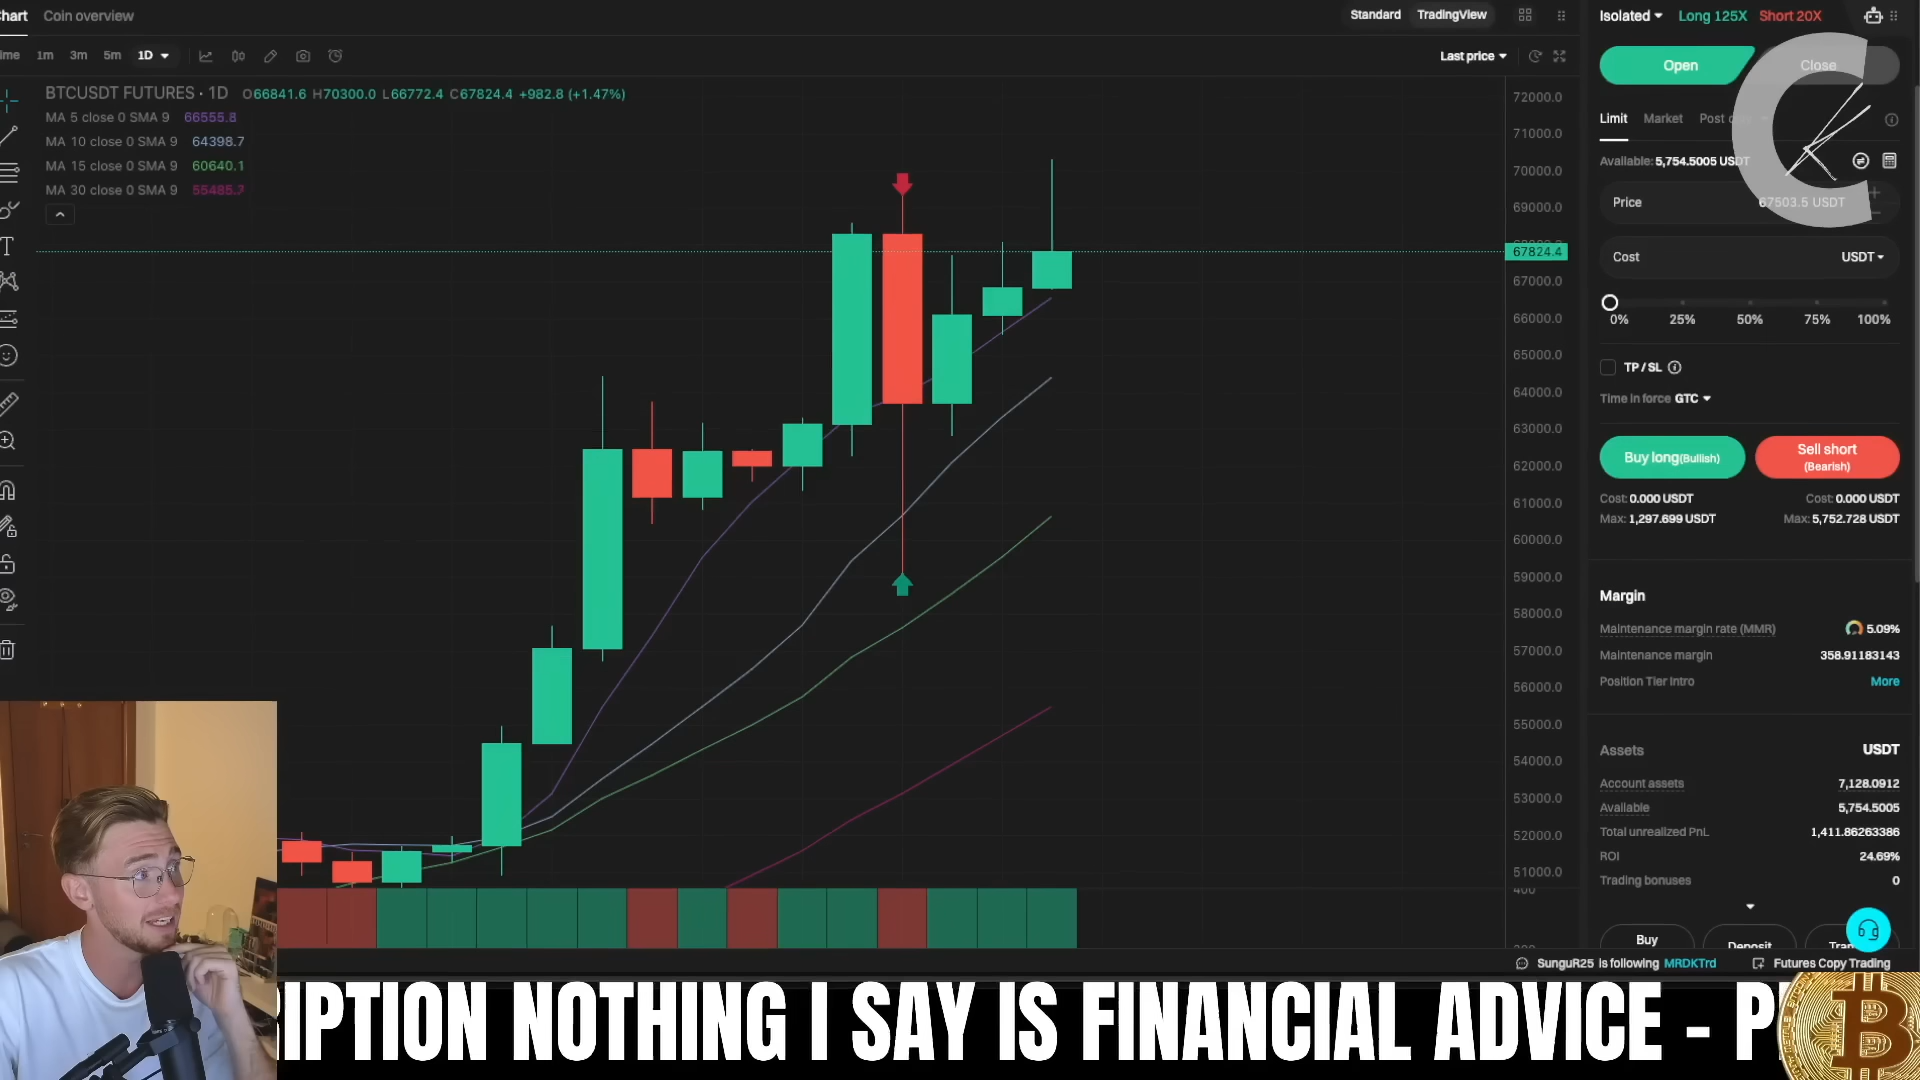 Chart
Coin overview
Standard
TradingView
1m
3m
5m
1D
Last price
BTCUSDT FUTURES · 1D O66841.6 H70300.0 L66772.4 C67824.4 +982.8 (+1.47%)
MA 5 close 0 SMA 9 66555.8
MA 10 close 0 SMA 9 64398.7
MA 15 close 0 SMA 9 60640.1
MA 30 close 0 SMA 9 55485.7
72000.0
71000.0
70000.0
69000.0
67824.4
67000.0
66000.0
65000.0
64000.0
63000.0
62000.0
61000.0
60000.0
59000.0
58000.0
57000.0
56000.0
55000.0
54000.0
53000.0
52000.0
51000.0
400
Isolated
Long 125X
Short 20X
Open
Close
Limit
Market
Post
Available: 5,754.5005 USDT
Price
67503.5 USDT
Cost
USDT
0%
25%
50%
75%
100%
TP/SL
Time in force GTC
Buy long(Bullish)
Sell short
(Bearish)
Cost: 0.000 USDT
Cost: 0.000 USDT
Max: 1,297.699 USDT
Max: 5,752.728 USDT
Margin
Maintenance margin rate (MMR)
5.09%
Maintenance margin
358.91183143
Position Tier Intro
More
Assets
USDT
Account assets
7,128.0912
Available
5,754.5005
Total unrealized PnL
1,411.86263386
ROI
24.69%
Trading bonuses
0
Buy
Deposit
SunguR25 is following MRDKTrd
Futures Copy Trading
RIPTION NOTHING I SAY IS FINANCIAL ADVICE - P